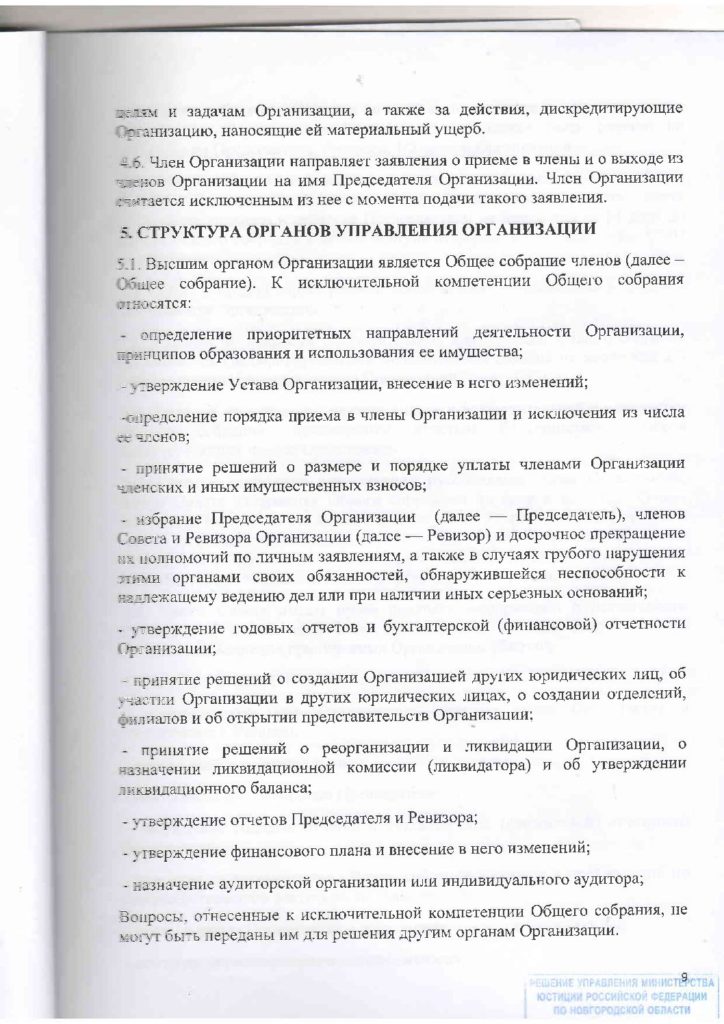 целям и задачам Организации, а также за действия, дискредитирующие
Организацию, наносящие ей материальный ущерб.
4.6. Член Организации направляет заявления о приеме в члены и о выходе из
членов Организации на имя Председателя Организации. Член Организации
считается исключенным из нее с момента подачи такого заявления.
5. СТРУКТУРА ОРГАНОВ УПРАВЛЕНИЯ ОРГАНИЗАЦИИ
5.1. Высшим органом Организации является Общее собрание членов (далее –
Общее собрание). К исключительной компетенции Общего собрания
относятся:
- определение приоритетных направлений деятельности Организации,
принципов образования и использования ее имущества;
- утверждение Устава Организации, внесение в него изменений;
-определение порядка приема в члены Организации и исключения из числа
ее членов;
- принятие решений о размере и порядке уплаты членами Организации
членских и иных имущественных взносов;
- избрание Председателя Организации (далее — Председатель), членов
Совета и Ревизора Организации (далее — Ревизор) и досрочное прекращение
их полномочий по личным заявлениям, а также в случаях грубого нарушения
этими органами своих обязанностей, обнаружившейся неспособности к
надлежащему ведению дел или при наличии иных серьезных оснований;
- утверждение годовых отчетов и бухгалтерской (финансовой) отчетности
Организации;
- принятие решений о создании Организацией других юридических лиц, об
участии Организации в других юридических лицах, о создании отделений,
филиалов и об открытии представительств Организации;
- принятие решений о реорганизации и ликвидации Организации, о
назначении ликвидационной комиссии (ликвидатора) и об утверждении
ликвидационного баланса;
- утверждение отчетов Председателя и Ревизора;
- утверждение финансового плана и внесение в него изменений;
- назначение аудиторской организации или индивидуального аудитора;
Вопросы, отнесенные к исключительной компетенции Общего собрания, не
могут быть переданы им для решения другим органам Организации.
9
РЕШЕНИЕ УПРАВЛЕНИЯ МИНИСТЕРСТВА
ЮСТИЦИИ РОССИЙСКОЙ ФЕДЕРАЦИИ
ПО НОВГОРОДСКОЙ ОБЛАСТИ